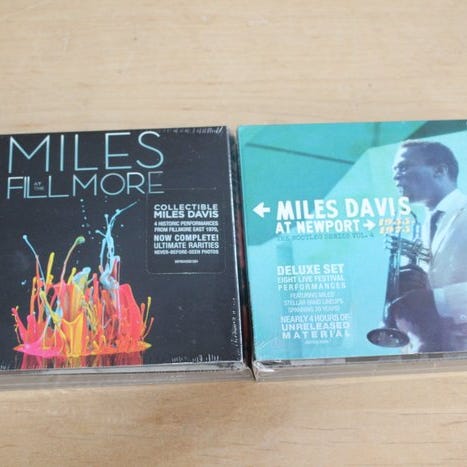 MILES
AT THE
FILLMORE
COLLECTIBLE
MILES DAVIS
4 HISTORIC PERFORMANCES
FROM FILLMORE EAST 1970,
NOW COMPLETE!
ULTIMATE RARITIES
NEVER-BEFORE-SEEN PHOTOS
MILES DAVIS
AT NEWPORT
1955-
1975
THE BOOTLEG SERIES VOL. 4
DELUXE SET
EIGHT LIVE FESTIVAL
PERFORMANCES
FEATURING MILES'
STELLAR BAND LINEUPS
SPANNING 20 YEARS!
NEARLY 4 HOURS OF
UNRELEASED
MATERIAL